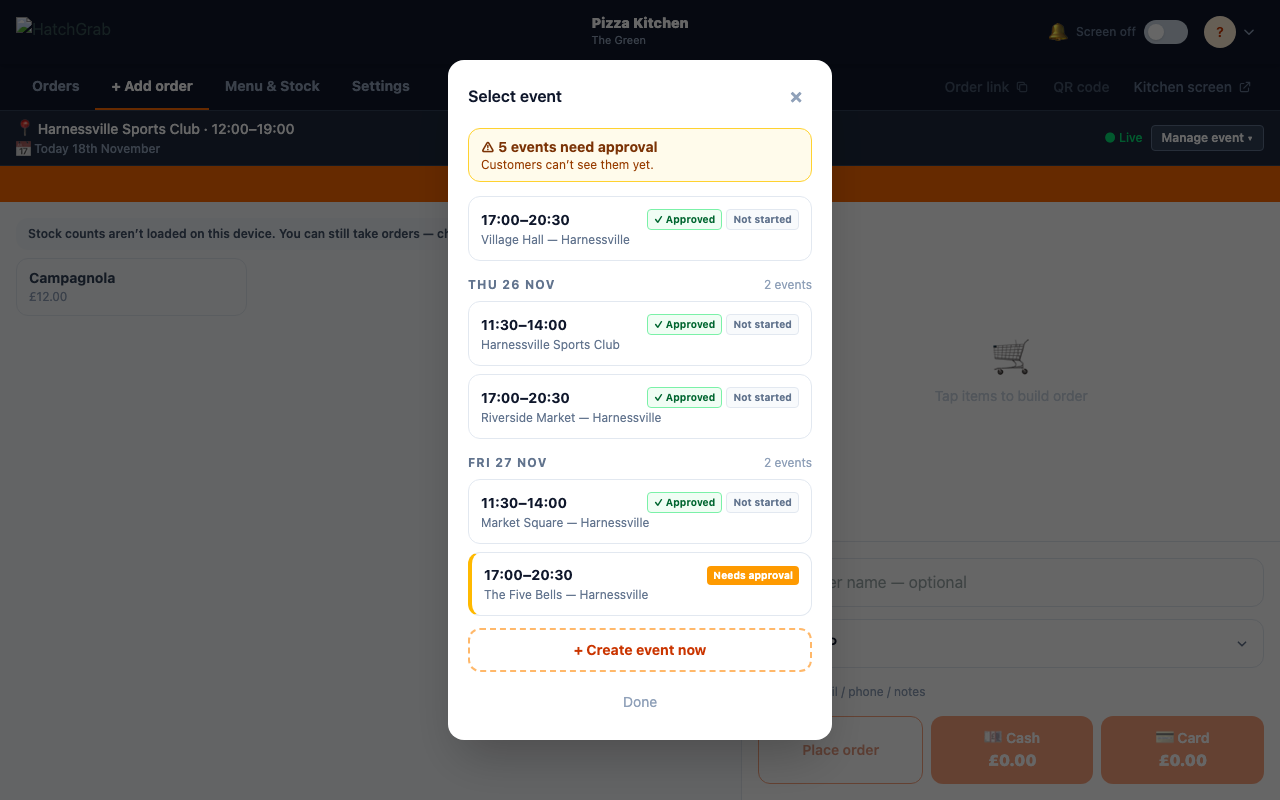 HatchGrab
Pizza Kitchen
The Green
Screen off
?
Orders
+ Add order
Menu & Stock
Settings
Order link
QR code
Kitchen screen
Harnessville Sports Club · 12:00–19:00
Today 18th November
Live
Manage event ▾
Stock counts aren't loaded on this device. You can still take orders — ch
Campagnola
£12.00
Tap items to build order
er name — optional
il / phone / notes
Place order
Cash
£0.00
Card
£0.00
Select event
×
⚠ 5 events need approval
Customers can't see them yet.
17:00–20:30
✓ Approved
Not started
Village Hall — Harnessville
THU 26 NOV
2 events
11:30–14:00
✓ Approved
Not started
Harnessville Sports Club
17:00–20:30
✓ Approved
Not started
Riverside Market — Harnessville
FRI 27 NOV
2 events
11:30–14:00
✓ Approved
Not started
Market Square — Harnessville
17:00–20:30
Needs approval
The Five Bells — Harnessville
+ Create event now
Done